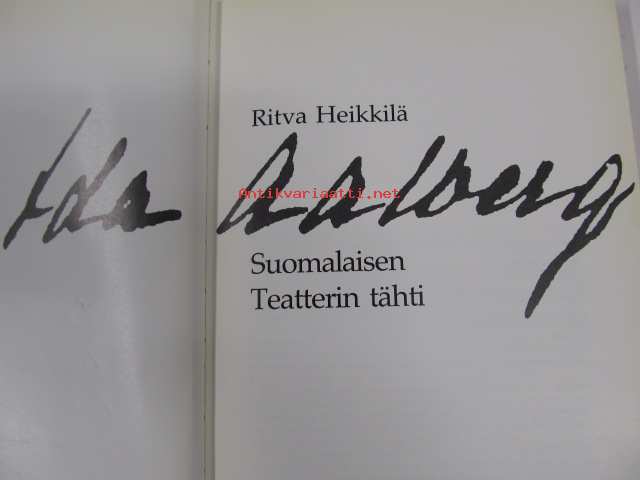 Ritva Heikkilä
Ida Aalberg
Antikvariaatti.net
Suomalaisen
Teatterin tähti